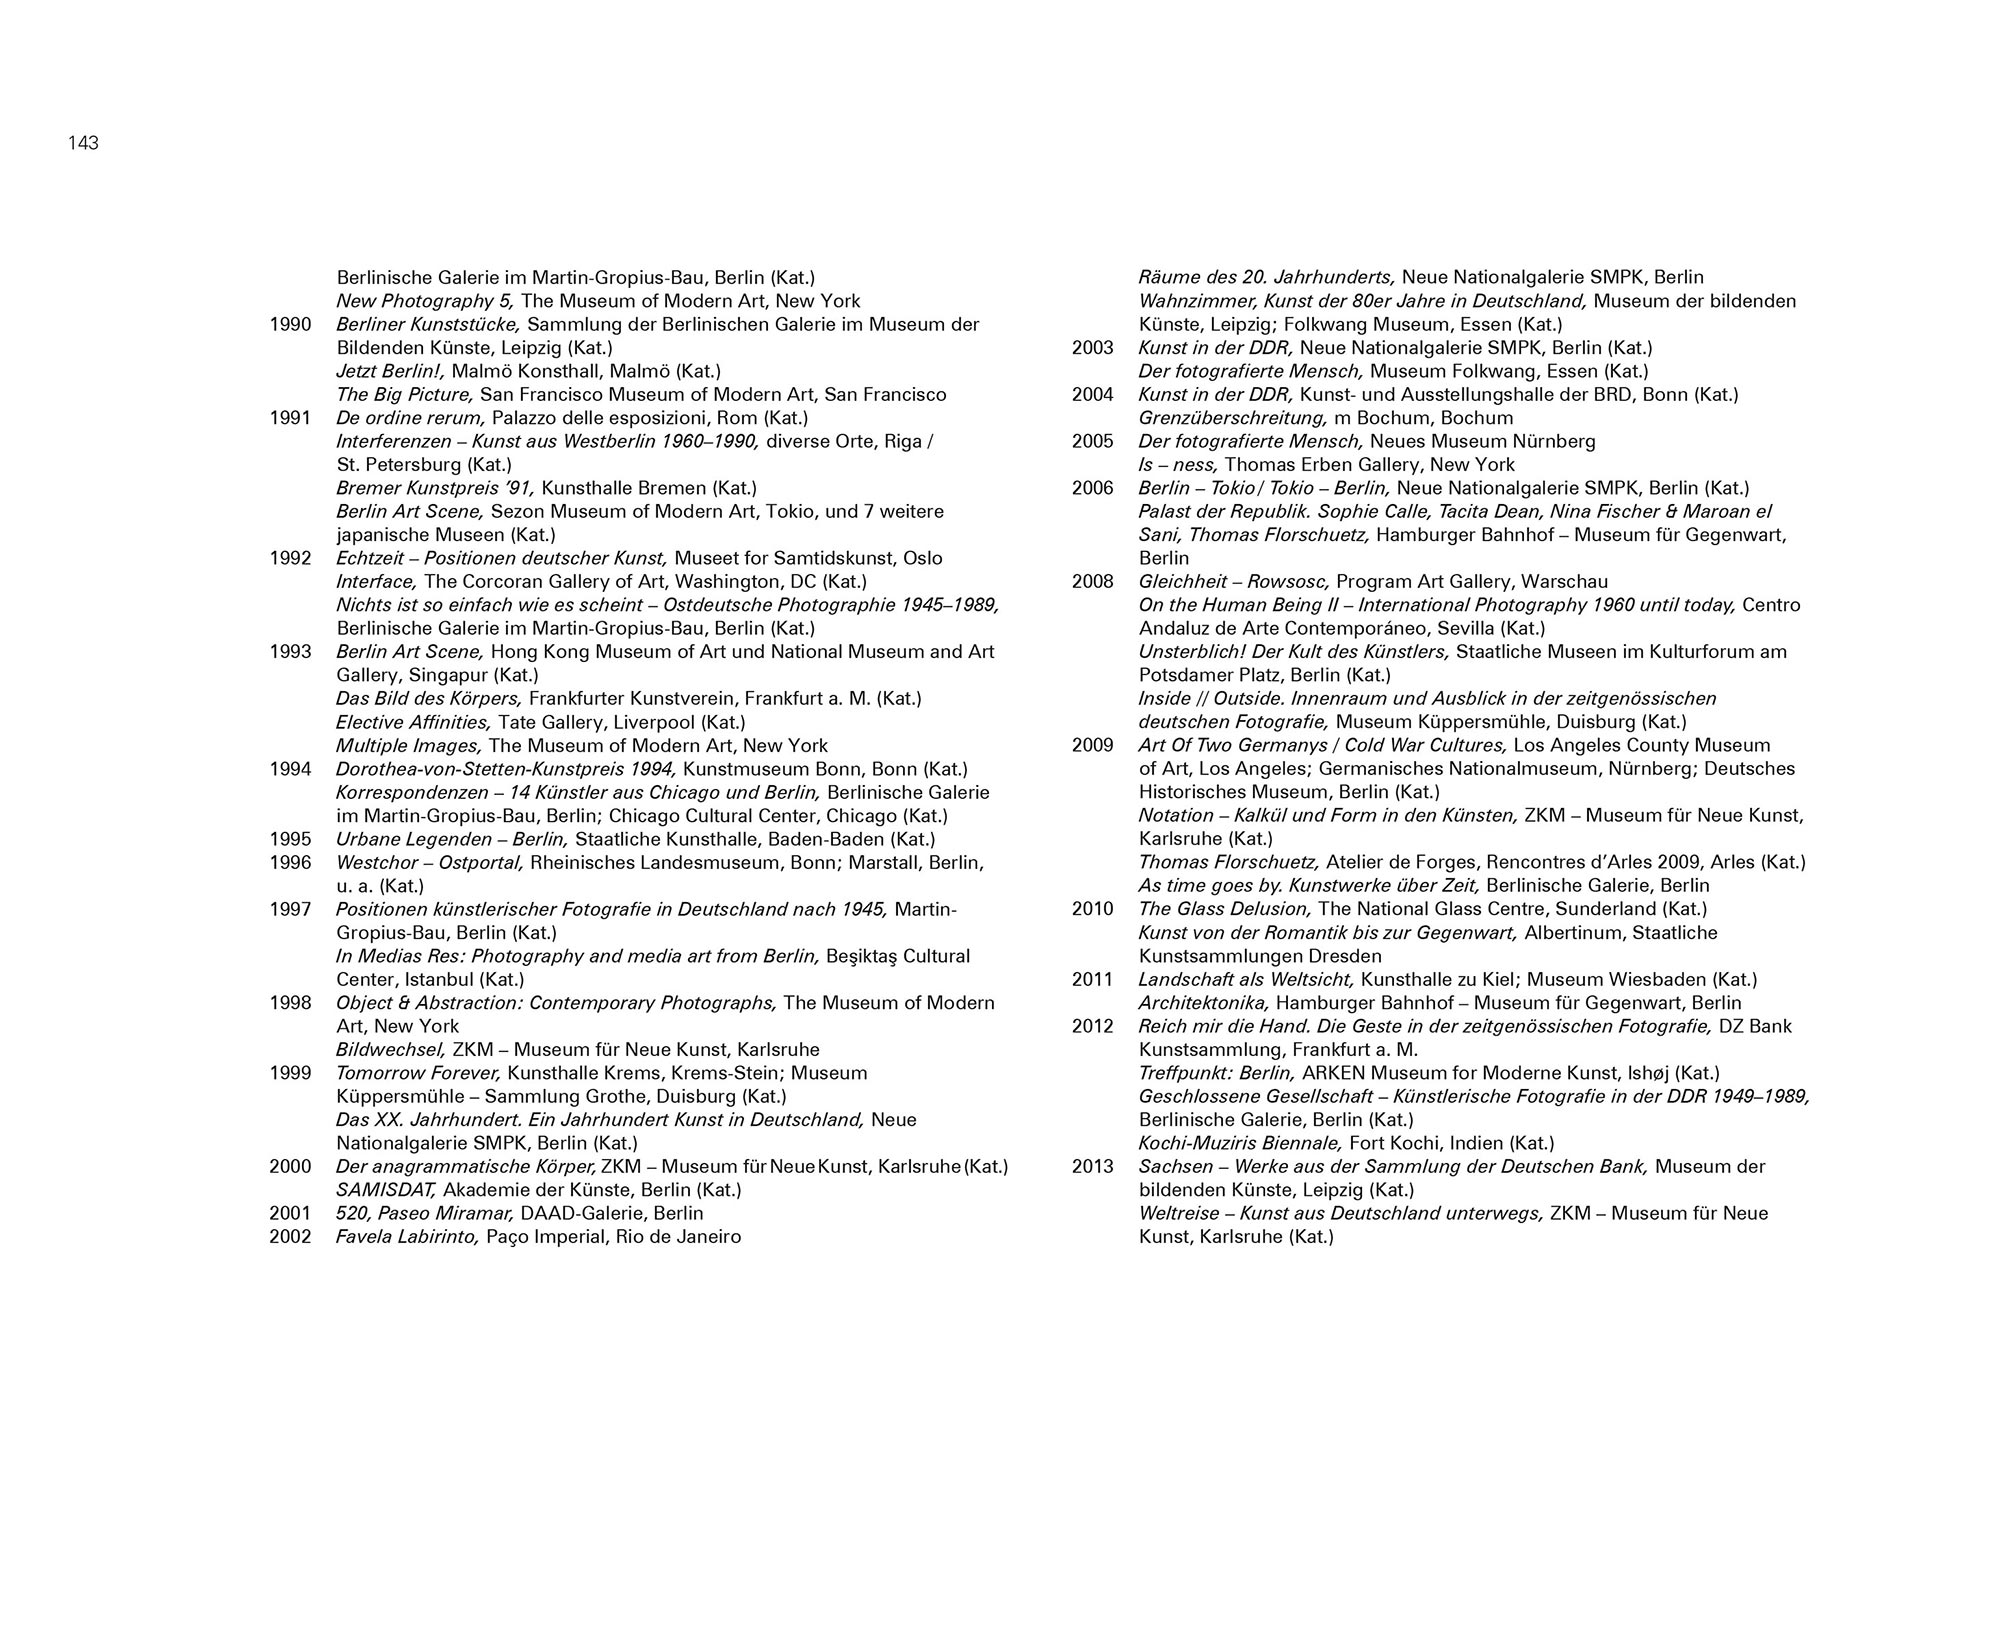 143
Berlinische Galerie im Martin-Gropius-Bau, Berlin (Kat.)
New Photography 5, The Museum of Modern Art, New York
1990 Berliner Kunststücke, Sammlung der Berlinischen Galerie im Museum der
Bildenden Künste, Leipzig (Kat.)
Jetzt Berlin!, Malmö Konsthall, Malmö (Kat.)
The Big Picture, San Francisco Museum of Modern Art, San Francisco
1991 De ordine rerum, Palazzo delle esposizioni, Rom (Kat.)
Interferenzen – Kunst aus Westberlin 1960–1990, diverse Orte, Riga /
St. Petersburg (Kat.)
Bremer Kunstpreis ’91, Kunsthalle Bremen (Kat.)
Berlin Art Scene, Sezon Museum of Modern Art, Tokio, und 7 weitere
japanische Museen (Kat.)
1992 Echtzeit – Positionen deutscher Kunst, Museet for Samtidskunst, Oslo
Interface, The Corcoran Gallery of Art, Washington, DC (Kat.)
Nichts ist so einfach wie es scheint – Ostdeutsche Photographie 1945–1989,
Berlinische Galerie im Martin-Gropius-Bau, Berlin (Kat.)
1993 Berlin Art Scene, Hong Kong Museum of Art und National Museum and Art
Gallery, Singapur (Kat.)
Das Bild des Körpers, Frankfurter Kunstverein, Frankfurt a. M. (Kat.)
Elective Affinities, Tate Gallery, Liverpool (Kat.)
Multiple Images, The Museum of Modern Art, New York
1994 Dorothea-von-Stetten-Kunstpreis 1994, Kunstmuseum Bonn, Bonn (Kat.)
Korrespondenzen – 14 Künstler aus Chicago und Berlin, Berlinische Galerie
im Martin-Gropius-Bau, Berlin; Chicago Cultural Center, Chicago (Kat.)
1995 Urbane Legenden – Berlin, Staatliche Kunsthalle, Baden-Baden (Kat.)
1996 Westchor – Ostportal, Rheinisches Landesmuseum, Bonn; Marstall, Berlin,
u. a. (Kat.)
1997 Positionen künstlerischer Fotografie in Deutschland nach 1945, Martin-
Gropius-Bau, Berlin (Kat.)
In Medias Res: Photography and media art from Berlin, Beşiktaş Cultural
Center, Istanbul (Kat.)
1998 Object & Abstraction: Contemporary Photographs, The Museum of Modern
Art, New York
Bildwechsel, ZKM – Museum für Neue Kunst, Karlsruhe
1999 Tomorrow Forever, Kunsthalle Krems, Krems-Stein; Museum
Küppersmühle – Sammlung Grothe, Duisburg (Kat.)
Das XX. Jahrhundert. Ein Jahrhundert Kunst in Deutschland, Neue
Nationalgalerie SMPK, Berlin (Kat.)
2000 Der anagrammatische Körper, ZKM – Museum für Neue Kunst, Karlsruhe (Kat.)
SAMISDAT, Akademie der Künste, Berlin (Kat.)
2001 520, Paseo Miramar, DAAD-Galerie, Berlin
2002 Favela Labirinto, Paço Imperial, Rio de Janeiro
Räume des 20. Jahrhunderts, Neue Nationalgalerie SMPK, Berlin
Wahnzimmer, Kunst der 80er Jahre in Deutschland, Museum der bildenden
Künste, Leipzig; Folkwang Museum, Essen (Kat.)
2003 Kunst in der DDR, Neue Nationalgalerie SMPK, Berlin (Kat.)
Der fotografierte Mensch, Museum Folkwang, Essen (Kat.)
2004 Kunst in der DDR, Kunst- und Ausstellungshalle der BRD, Bonn (Kat.)
Grenzüberschreitung, m Bochum, Bochum
2005 Der fotografierte Mensch, Neues Museum Nürnberg
Is – ness, Thomas Erben Gallery, New York
2006 Berlin – Tokio / Tokio – Berlin, Neue Nationalgalerie SMPK, Berlin (Kat.)
Palast der Republik. Sophie Calle, Tacita Dean, Nina Fischer & Maroan el
Sani, Thomas Florschuetz, Hamburger Bahnhof – Museum für Gegenwart,
Berlin
2008 Gleichheit – Rowsosc, Program Art Gallery, Warschau
On the Human Being II – International Photography 1960 until today, Centro
Andaluz de Arte Contemporáneo, Sevilla (Kat.)
Unsterblich! Der Kult des Künstlers, Staatliche Museen im Kulturforum am
Potsdamer Platz, Berlin (Kat.)
Inside // Outside. Innenraum und Ausblick in der zeitgenössischen
deutschen Fotografie, Museum Küppersmühle, Duisburg (Kat.)
2009 Art Of Two Germanys / Cold War Cultures, Los Angeles County Museum
of Art, Los Angeles; Germanisches Nationalmuseum, Nürnberg; Deutsches
Historisches Museum, Berlin (Kat.)
Notation – Kalkül und Form in den Künsten, ZKM – Museum für Neue Kunst,
Karlsruhe (Kat.)
Thomas Florschuetz, Atelier de Forges, Rencontres d’Arles 2009, Arles (Kat.)
As time goes by. Kunstwerke über Zeit, Berlinische Galerie, Berlin
2010 The Glass Delusion, The National Glass Centre, Sunderland (Kat.)
Kunst von der Romantik bis zur Gegenwart, Albertinum, Staatliche
Kunstsammlungen Dresden
2011 Landschaft als Weltsicht, Kunsthalle zu Kiel; Museum Wiesbaden (Kat.)
Architektonika, Hamburger Bahnhof – Museum für Gegenwart, Berlin
2012 Reich mir die Hand. Die Geste in der zeitgenössischen Fotografie, DZ Bank
Kunstsammlung, Frankfurt a. M.
Treffpunkt: Berlin, ARKEN Museum for Moderne Kunst, Ishøj (Kat.)
Geschlossene Gesellschaft – Künstlerische Fotografie in der DDR 1949–1989,
Berlinische Galerie, Berlin (Kat.)
Kochi-Muziris Biennale, Fort Kochi, Indien (Kat.)
2013 Sachsen – Werke aus der Sammlung der Deutschen Bank, Museum der
bildenden Künste, Leipzig (Kat.)
Weltreise – Kunst aus Deutschland unterwegs, ZKM – Museum für Neue
Kunst, Karlsruhe (Kat.)